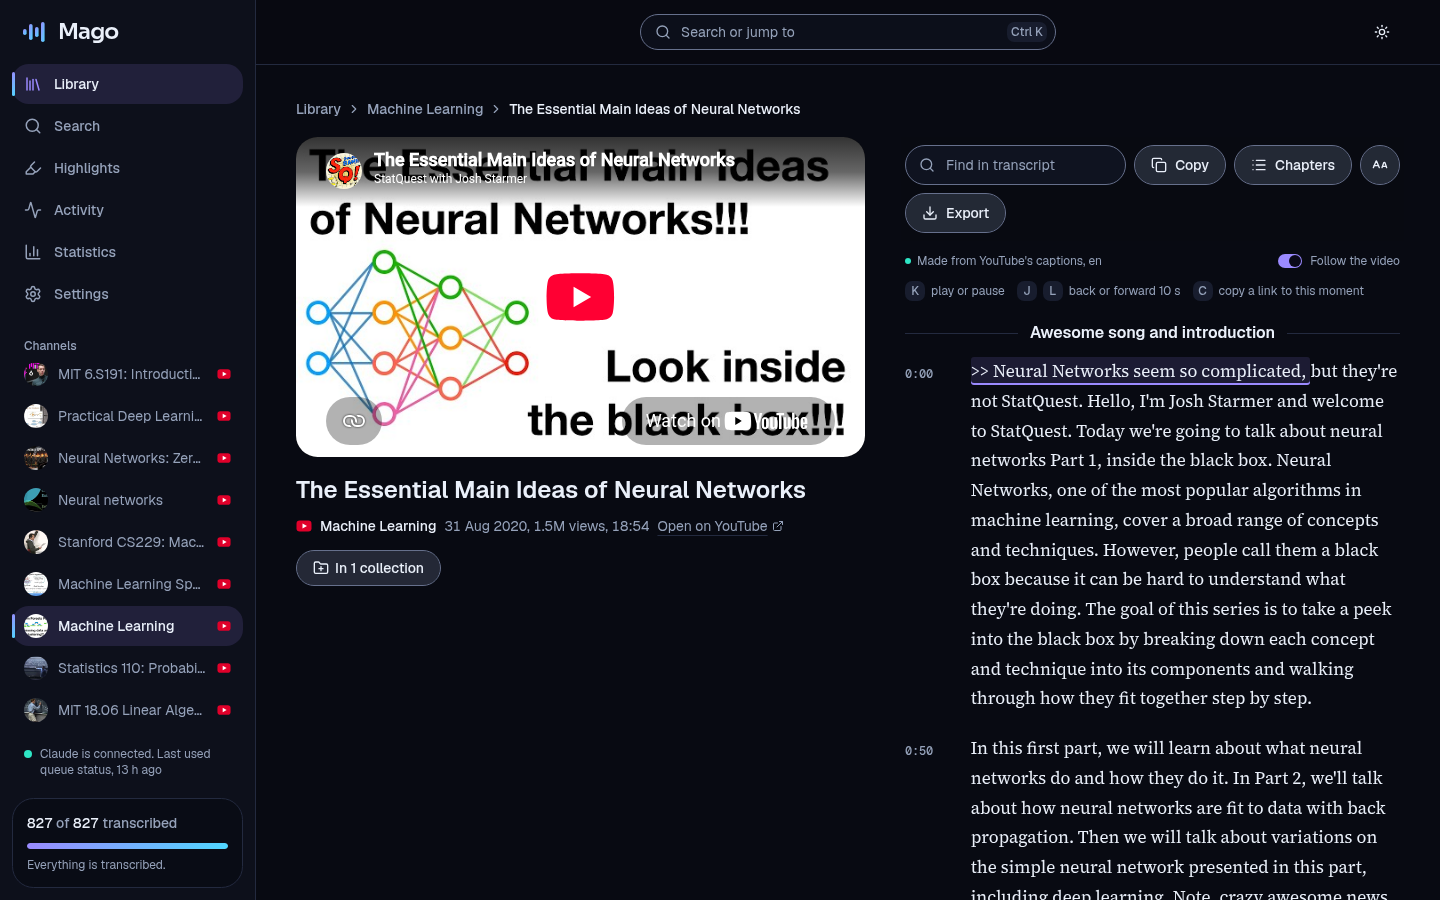 Mago
Search or jump to
Ctrl K
Library
Search
Highlights
Activity
Statistics
Settings
Channels
MIT 6.S191: Introducti...
Practical Deep Learni...
Neural Networks: Zer...
Neural networks
Stanford CS229: Mac...
Machine Learning Sp...
Machine Learning
Statistics 110: Probabi...
MIT 18.06 Linear Alge...
Claude is connected. Last used
queue status, 13 h ago
827 of 827 transcribed
Everything is transcribed.
Library > Machine Learning > The Essential Main Ideas of Neural Networks
The Essential Main Ideas
of Neural Networks!!!
The Essential Main Ideas of Neural Networks
StatQuest with Josh Starmer
Look inside
the black box!!!
Watch on YouTube
The Essential Main Ideas of Neural Networks
Machine Learning 31 Aug 2020, 1.5M views, 18:54 Open on YouTube
In 1 collection
Find in transcript
Copy
Chapters
AA
Export
Made from YouTube's captions, en
Follow the video
K play or pause J L back or forward 10 s C copy a link to this moment
Awesome song and introduction
0:00
>> Neural Networks seem so complicated, but they're
not StatQuest. Hello, I'm Josh Starmer and welcome
to StatQuest. Today we're going to talk about neural
networks Part 1, inside the black box. Neural
Networks, one of the most popular algorithms in
machine learning, cover a broad range of concepts
and techniques. However, people call them a black
box because it can be hard to understand what
they're doing. The goal of this series is to take a peek
into the black box by breaking down each concept
and technique into its components and walking
through how they fit together step by step.
0:50
In this first part, we will learn about what neural
networks do and how they do it. In Part 2, we'll talk
about how neural networks are fit to data with back
propagation. Then we will talk about variations on
the simple neural network presented in this part,
including deep learning. Note, crazy awesome news